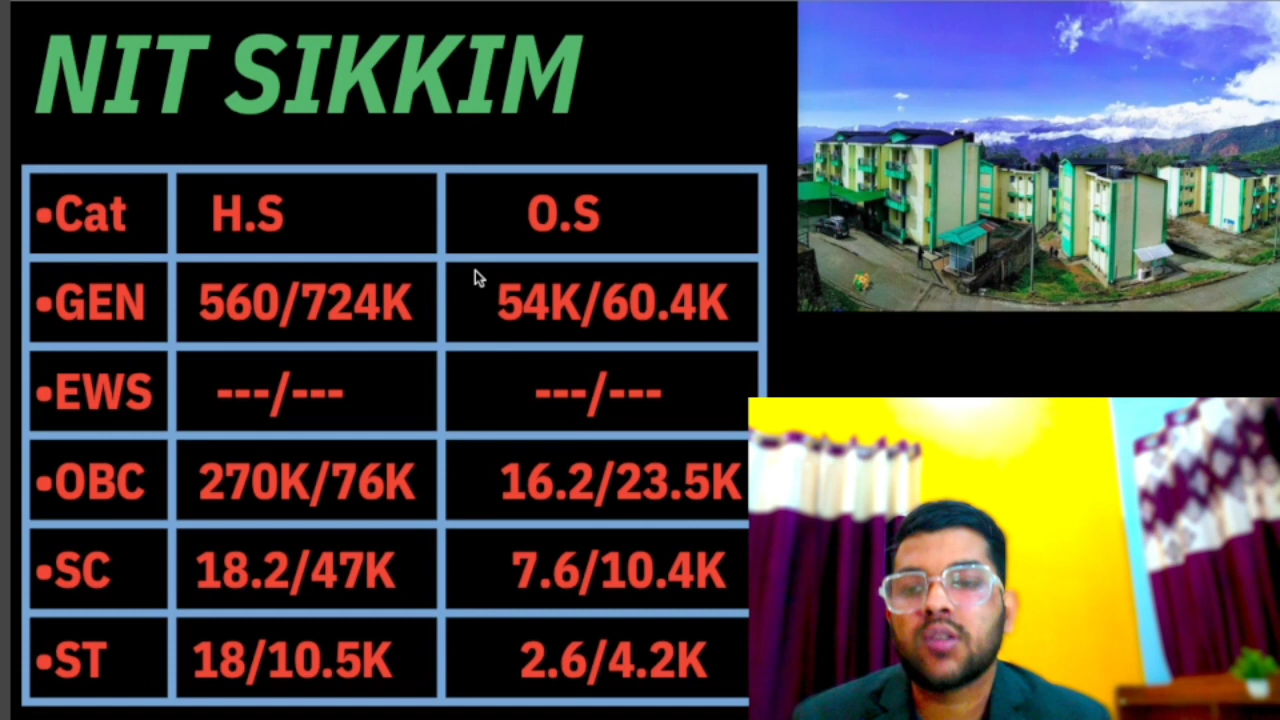 NIT SIKKIM
•Cat H.S O.S
•GEN 560/724K 54K/60.4K
•EWS ---/--- ---/---
•OBC 270K/76K 16.2/23.5K
•SC 18.2/47K 7.6/10.4K
•ST 18/10.5K 2.6/4.2K